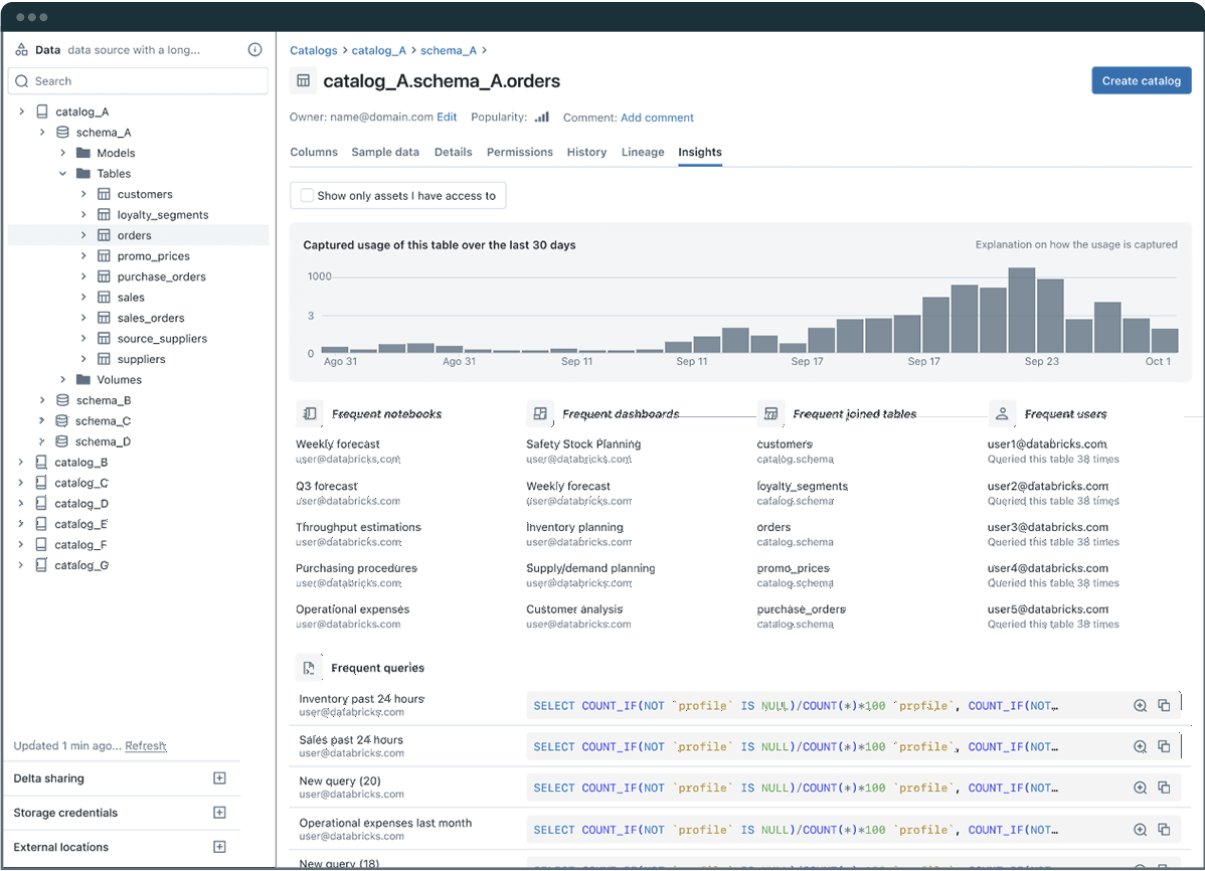 Data data source with a long...
Search
catalog_A
schema_A
Models
Tables
customers
loyalty_segments
orders
promo_prices
purchase_orders
sales
sales_orders
source_suppliers
suppliers
Volumes
schema_B
schema_C
schema_D
catalog_B
catalog_C
catalog_D
catalog_E
catalog_F
catalog_G
Updated 1 min ago... Refresh
Delta sharing
Storage credentials
External locations
Catalogs > catalog_A > schema_A >
catalog_A.schema_A.orders
Create catalog
Owner: name@domain.com Edit Popularity: Comment: Add comment
Columns Sample data Details Permissions History Lineage Insights
Show only assets I have access to
Captured usage of this table over the last 30 days
Explanation on how the usage is captured
1000
3
0
Ago 31 Ago 31 Sep 11 Sep 11 Sep 17 Sep 17 Sep 23 Oct 1
Frequent notebooks
Weekly forecast
user@databricks.com
Q3 forecast
user@databricks.com
Throughput estimations
user@databricks.com
Purchasing procedures
user@databricks.com
Operational expenses
user@databricks.com
Frequent dashboards
Safety Stock Planning
user@databricks.com
Weekly forecast
user@databricks.com
Inventory planning
user@databricks.com
Supply/demand planning
user@databricks.com
Customer analysis
user@databricks.com
Frequent joined tables
customers
catalog.schema
loyalty_segments
catalog.schema
orders
catalog.schema
promo_prices
catalog.schema
purchase_orders
catalog.schema
Frequent users
user1@databricks.com
Queried this table 38 times
user2@databricks.com
Queried this table 38 times
user3@databricks.com
Queried this table 38 times
user4@databricks.com
Queried this table 38 times
user5@databricks.com
Queried this table 38 times
Frequent queries
Inventory past 24 hours
user@databricks.com
SELECT COUNT_IF(NOT `profile` IS NULL)/COUNT(*)*100 `profile`, COUNT_IF(NOT…
Sales past 24 hours
user@databricks.com
SELECT COUNT_IF(NOT `profile` IS NULL)/COUNT(*)*100 `profile`, COUNT_IF(NOT…
New query (20)
user@databricks.com
SELECT COUNT_IF(NOT `profile` IS NULL)/COUNT(*)*100 `profile`, COUNT_IF(NOT…
Operational expenses last month
user@databricks.com
SELECT COUNT_IF(NOT `profile` IS NULL)/COUNT(*)*100 `profile`, COUNT_IF(NOT…
New query (18)